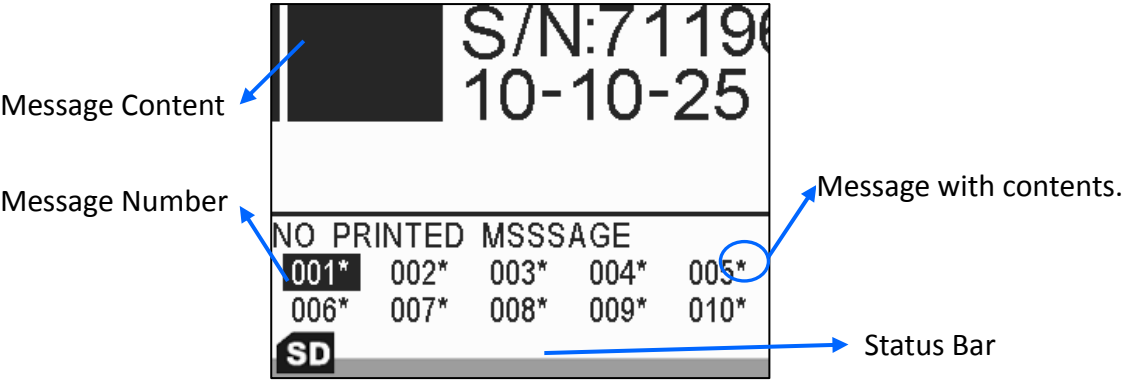 S/N:7119
10-10-25
Message Content
Message Number
Message with contents.
NO PRINTED MSSSAGE
001* 002* 003* 004* 005*
006* 007* 008* 009* 010*
SD
Status Bar